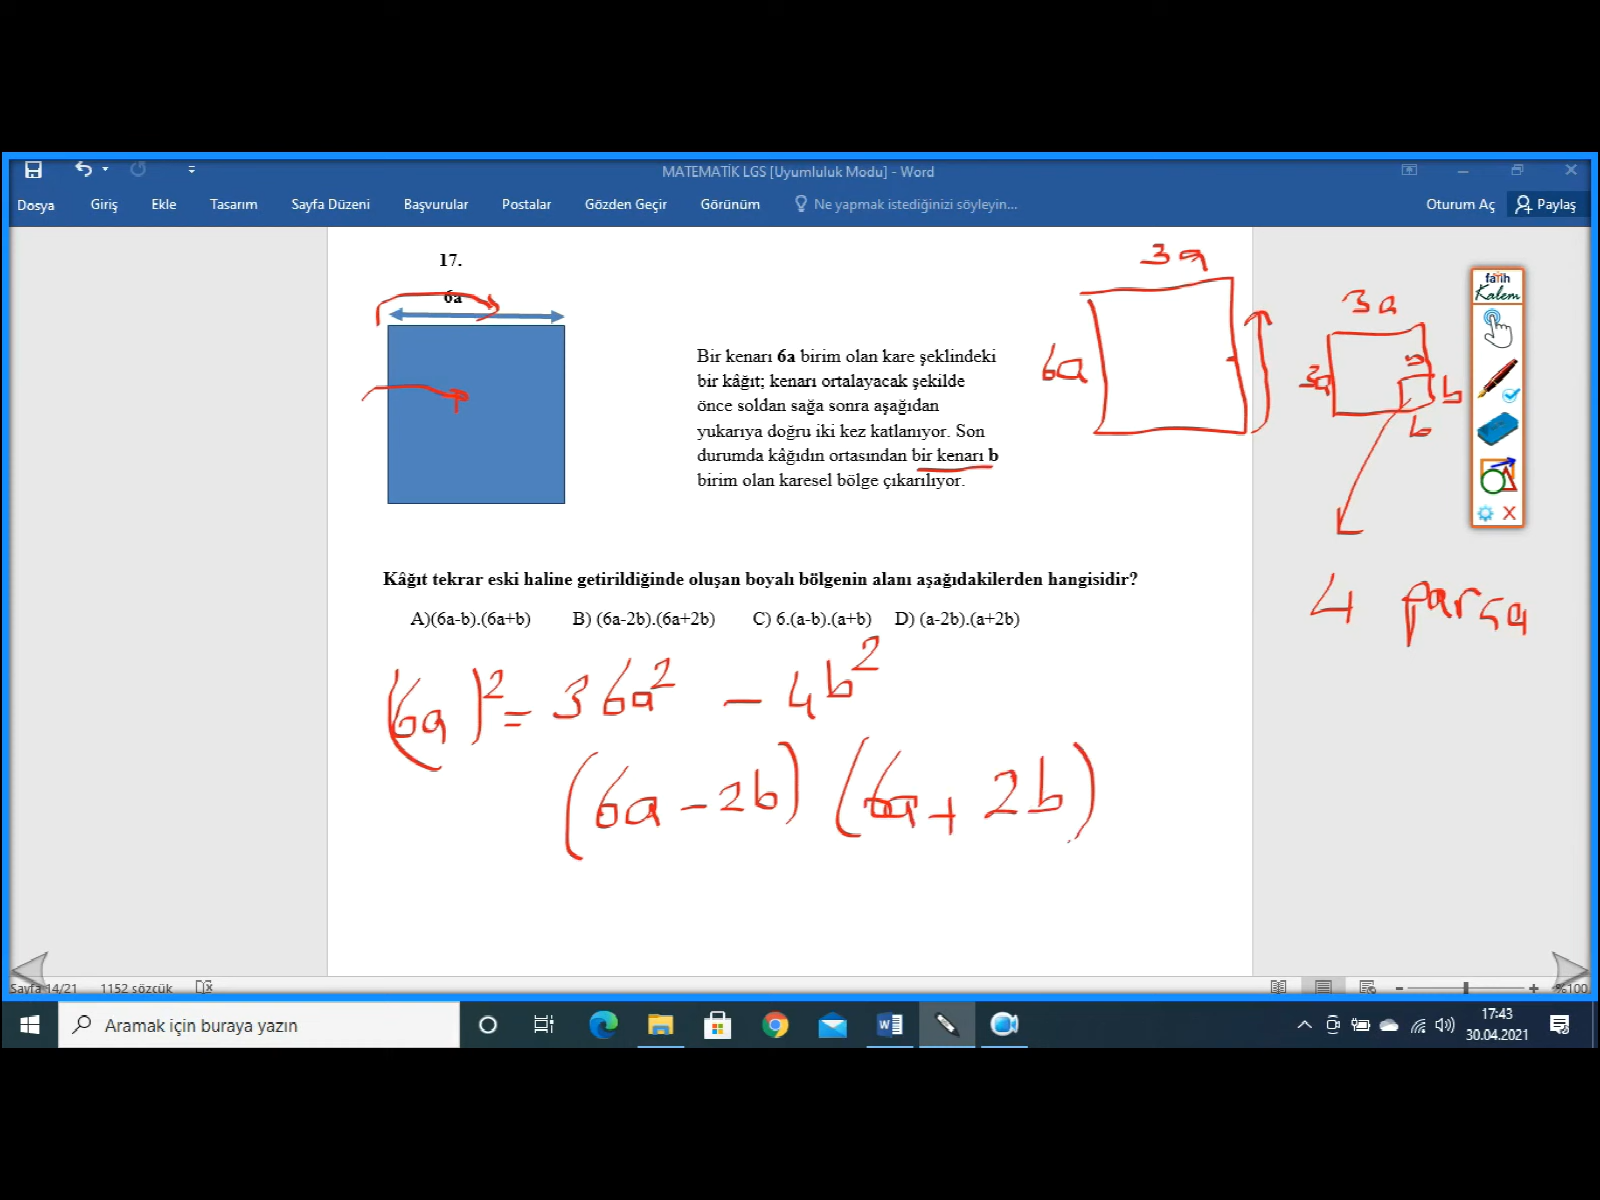 MATEMATİK LGS [Uyumluluk Modu] - Word
Dosya Giriş Ekle Tasarım Sayfa Düzeni Başvurular Postalar Gözden Geçir Görünüm Ne yapmak istediğinizi söyleyin... Oturum Aç Paylaş
17.
6a
Bir kenarı 6a birim olan kare şeklindeki
bir kâğıt; kenarı ortalayacak şekilde
önce soldan sağa sonra aşağıdan
yukarıya doğru iki kez katlanıyor. Son
durumda kâğıdın ortasından bir kenarı b
birim olan karesel bölge çıkarılıyor.
3a
6a
3a
3a
b
b
fatih
Kalem
4 parça
Kâğıt tekrar eski haline getirildiğinde oluşan boyalı bölgenin alanı aşağıdakilerden hangisidir?
A)(6a-b).(6a+b) B) (6a-2b).(6a+2b) C) 6.(a-b).(a+b) D) (a-2b).(a+2b)
(6a)² = 36a² - 4b²
(6a - 2b) (6a + 2b)
Sayfa 14/21 1152 sözcük %100
Aramak için buraya yazın
17:43
30.04.2021